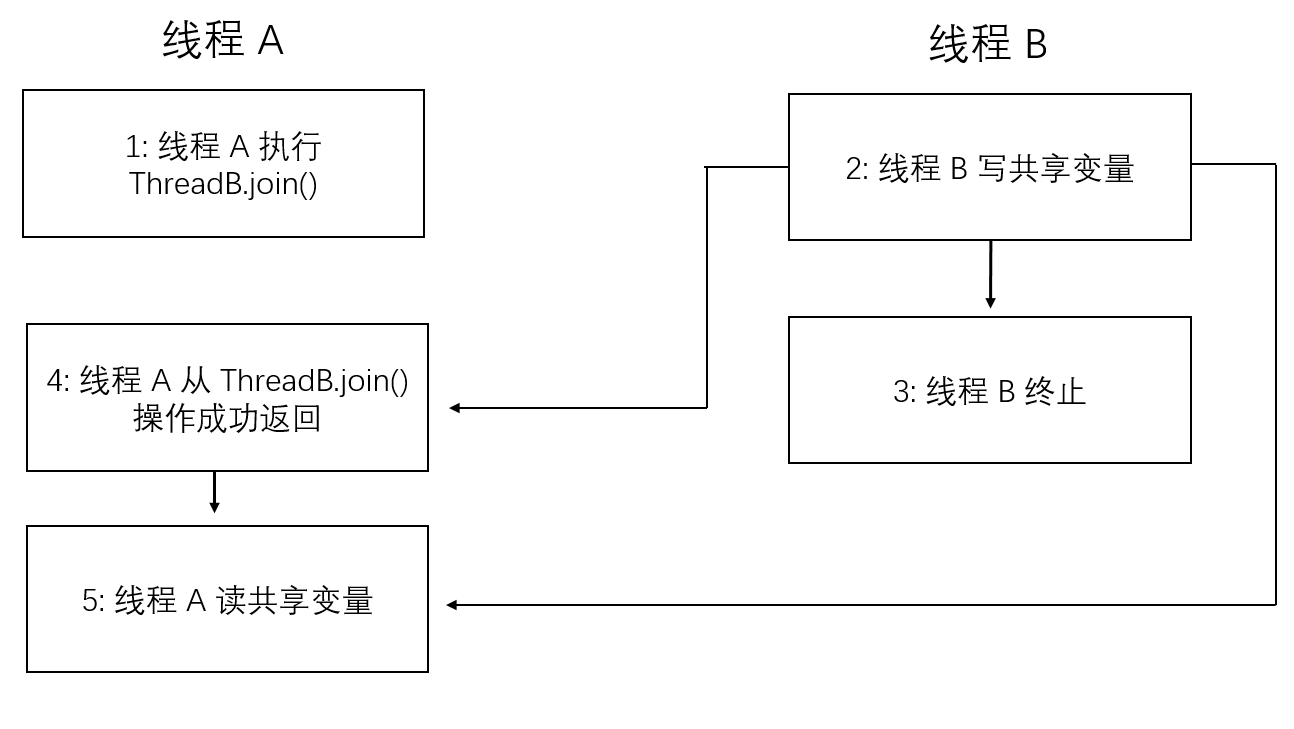 线程 A
线程 B
1: 线程 A 执行
ThreadB.join()
2: 线程 B 写共享变量
4: 线程 A 从 ThreadB.join()
操作成功返回
3: 线程 B 终止
5: 线程 A 读共享变量